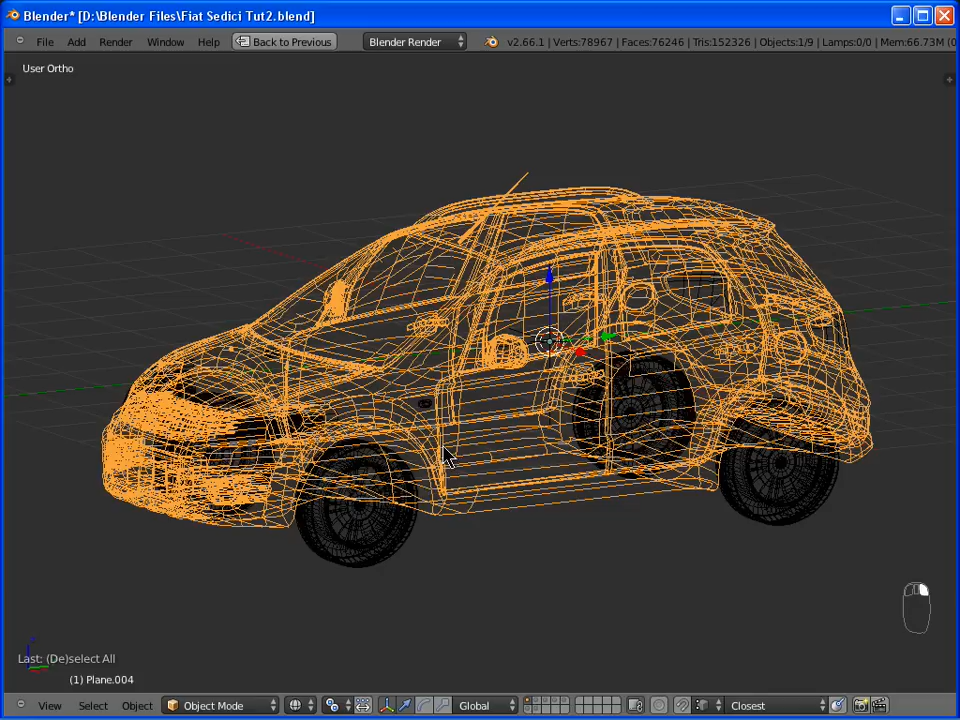 Blender* [D:\Blender Files\Fiat Sedici Tut2.blend]
File Add Render Window Help Back to Previous Blender Render v2.66.1 | Verts:78967 | Faces:76246 | Tris:152326 | Objects:1/9 | Lamps:0/0 | Mem:66.73M (0
User Ortho
Last: (De)select All
(1) Plane.004
View Select Object Object Mode Global Closest